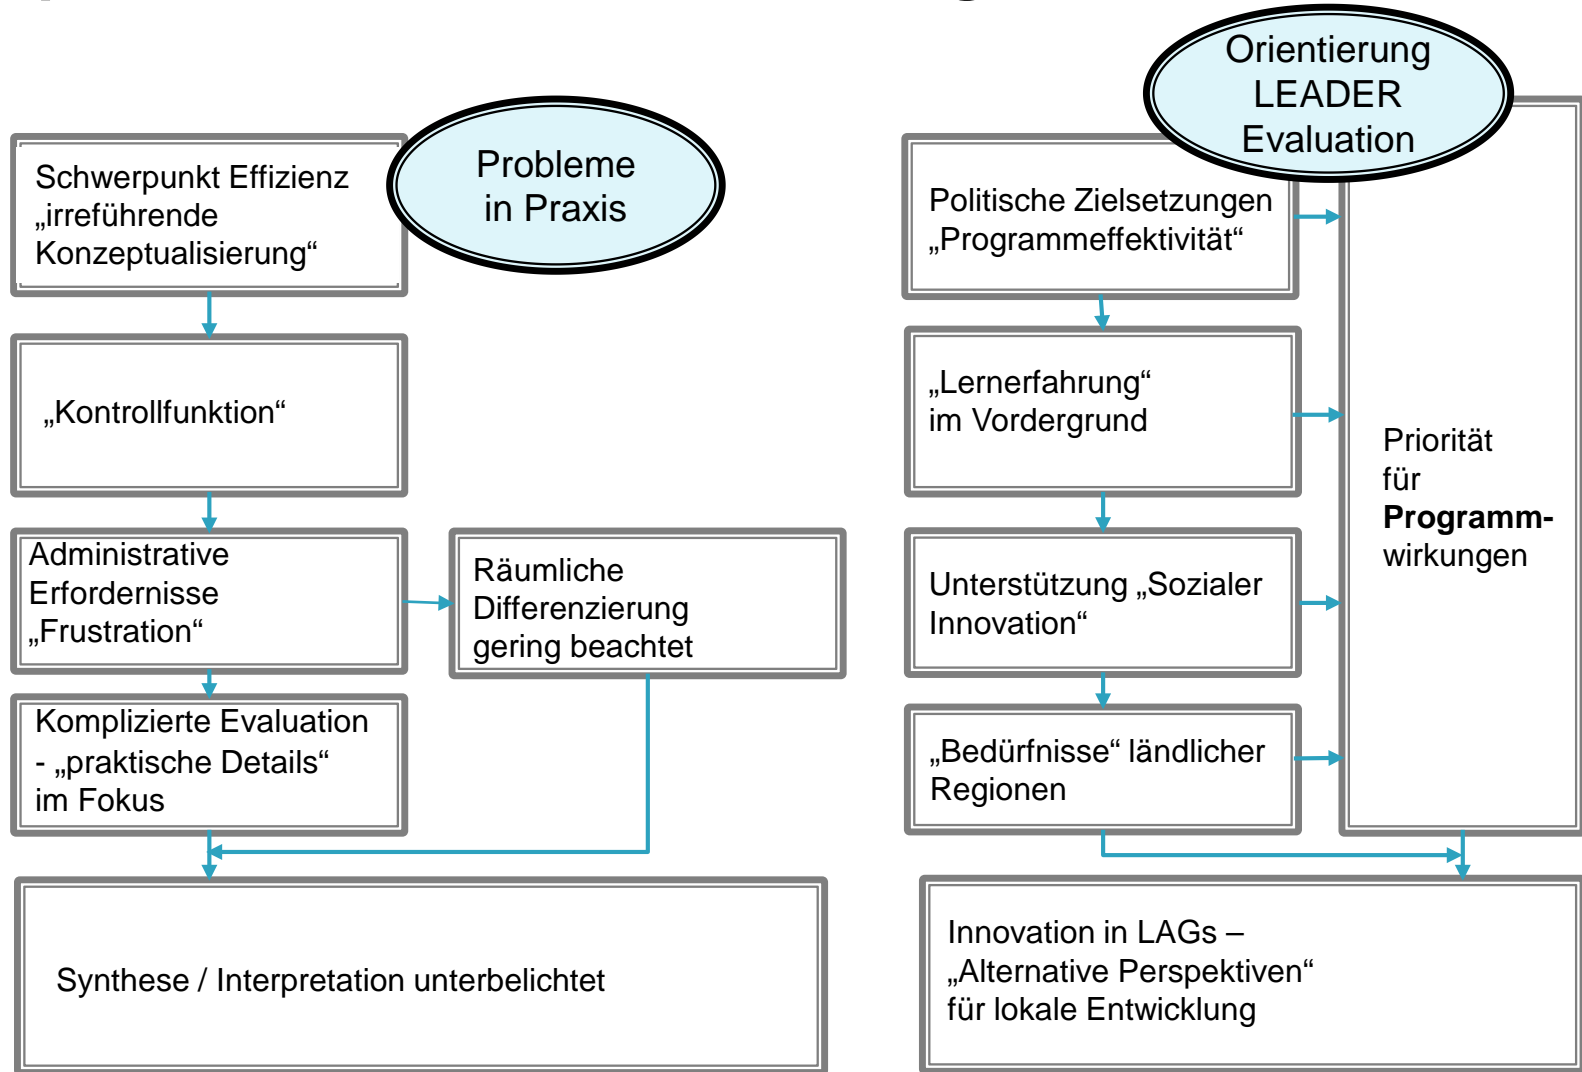 Probleme
in Praxis
Schwerpunkt Effizienz
„irreführende
Konzeptualisierung“
„Kontrollfunktion“
Administrative
Erfordernisse
„Frustration“
Räumliche
Differenzierung
gering beachtet
Komplizierte Evaluation
- „praktische Details“
im Fokus
Synthese / Interpretation unterbelichtet
Orientierung
LEADER
Evaluation
Politische Zielsetzungen
„Programmeffektivität“
„Lernerfahrung“
im Vordergrund
Unterstützung „Sozialer
Innovation“
„Bedürfnisse“ ländlicher
Regionen
Priorität
für
Programm-
wirkungen
Innovation in LAGs –
„Alternative Perspektiven“
für lokale Entwicklung